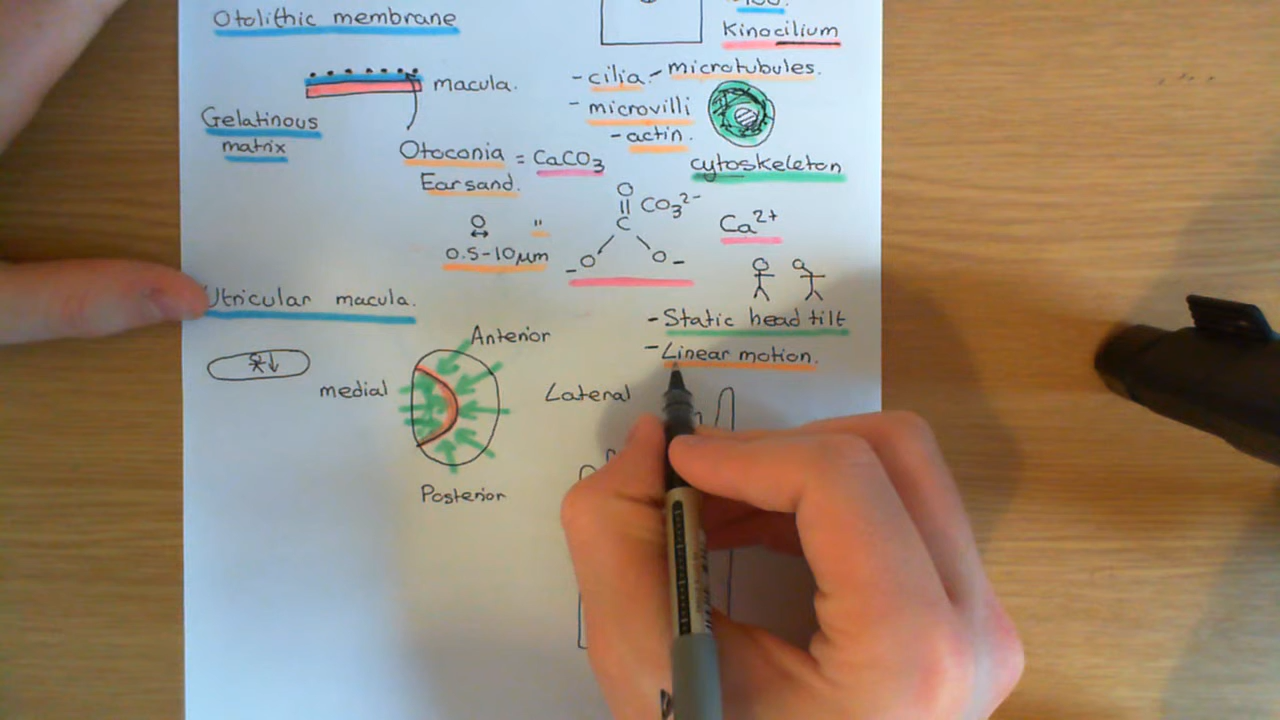 Otolithic membrane
Kinocilium
macula.
- cilia - microtubules.
- microvilli
- actin.
Gelatinous
matrix
Otoconia = CaCO3
Earsand.
cytoskeleton
O
||
C
CO3 2-
-O
O-
Ca2+
0.5-10μm
"
Utricular macula.
- Static head tilt
- Linear motion.
Anterior
medial
Lateral
Posterior